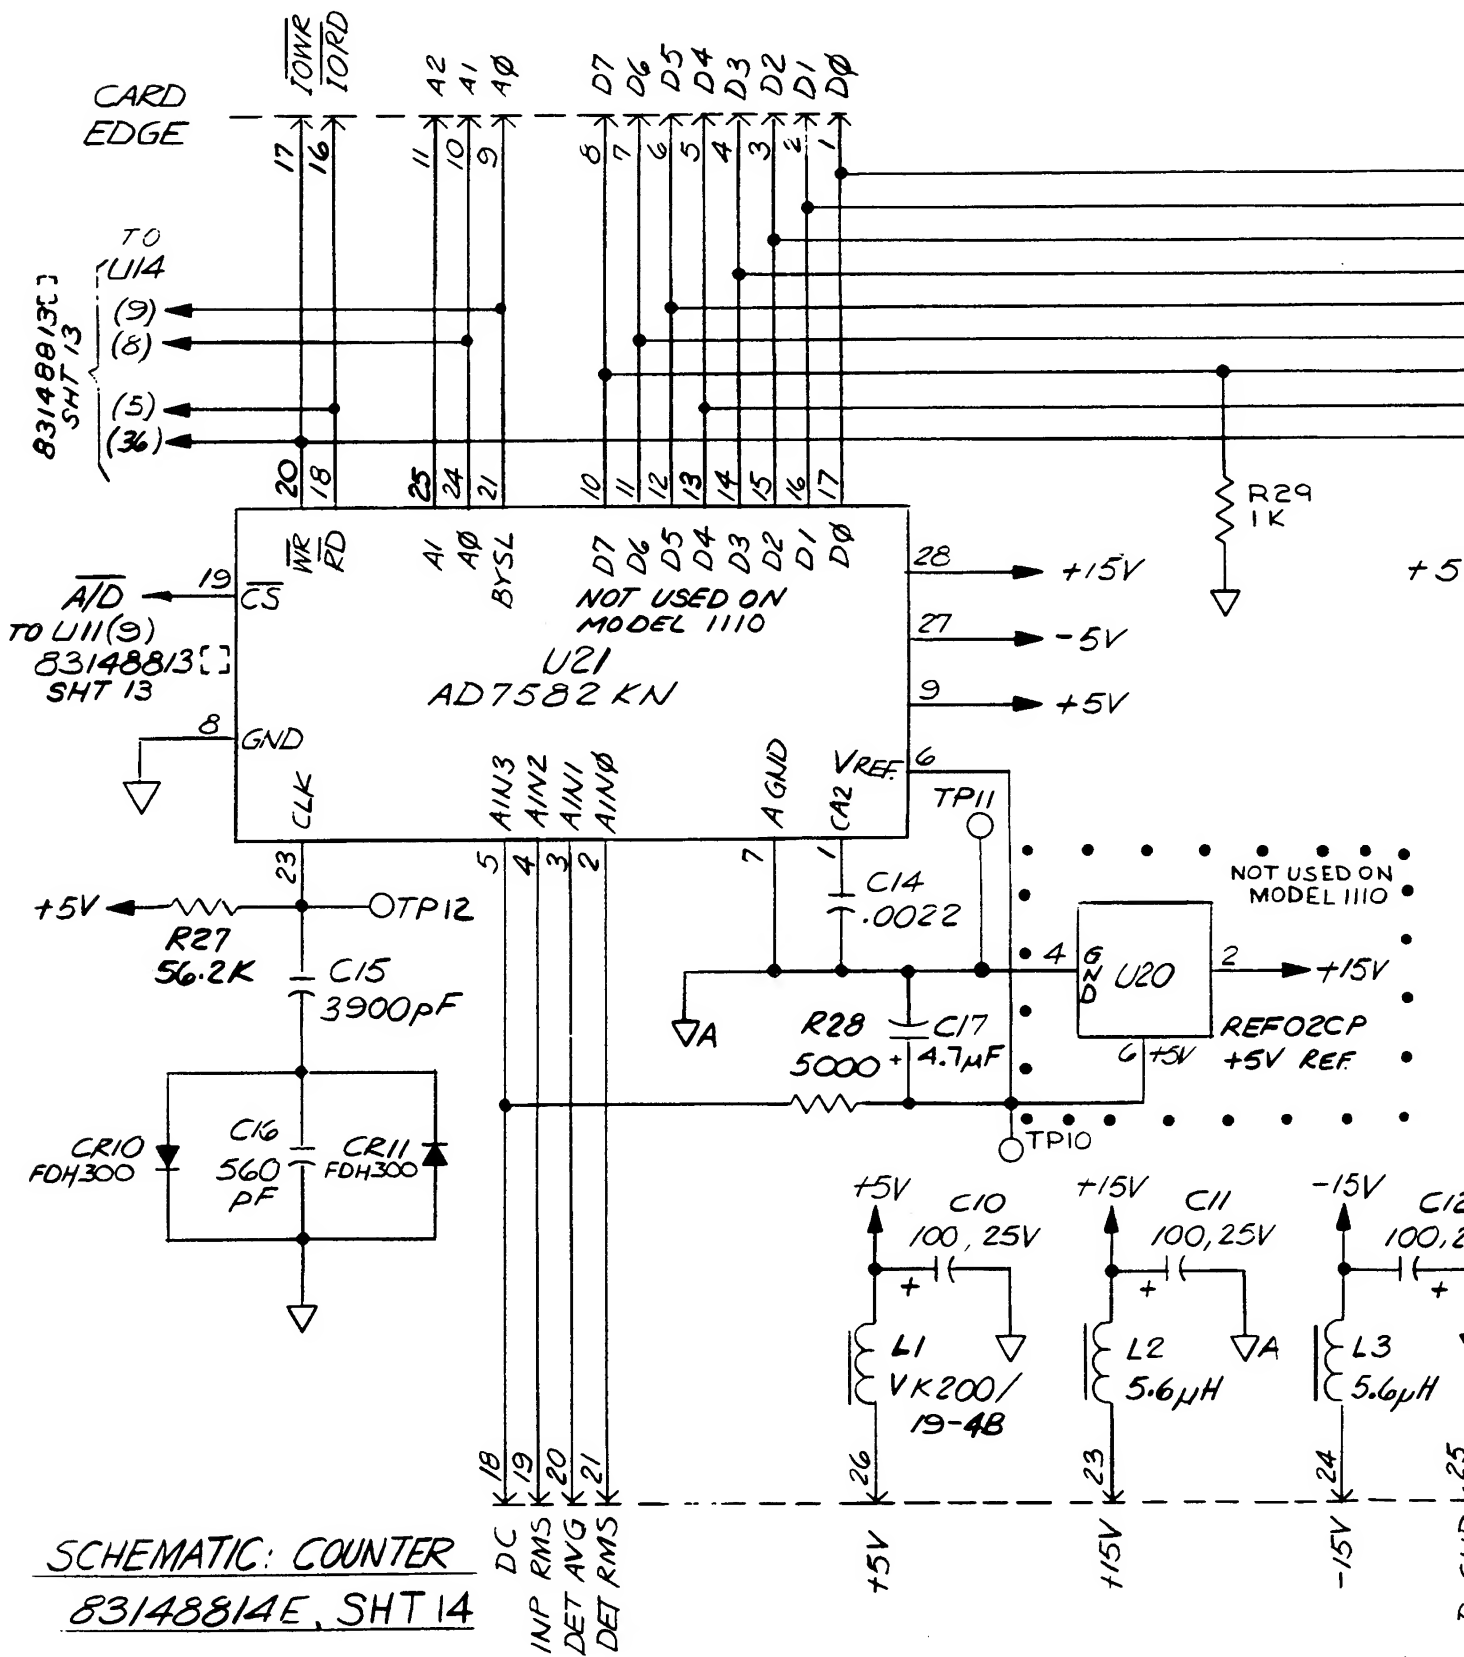 IOWR
IORD
A2
A1
AØ
D7
D6
D5
D4
D3
D2
D1
DØ
CARD
EDGE
17
16
11
10
9
8
7
6
5
4
3
2
1
TO
U14
83148813[]
SHT 13
(9)
(8)
(5)
(36)
20
18
25
24
21
10
11
12
13
14
15
16
17
R29
1K
WR
RD
A1
AØ
BYSL
D7
D6
D5
D4
D3
D2
D1
DØ
28
+15V
+5
19
CS
A/D
TO U11(9)
83148813[]
SHT 13
NOT USED ON
MODEL 1110
27
-5V
U21
AD7582KN
9
+5V
8
GND
CLK
AIN3
AIN2
AIN1
AINØ
AGND
CA2
VREF.
6
TP11
23
5
4
3
2
7
1
NOT USED ON
MODEL 1110
C14
.0022
+5V
TP12
R27
56.2K
C15
3900pF
4
GND
U20
2
+15V
A
R28
5000
C17
+ 4.7µF
REF02CP
+5V REF.
6
+5V
TP10
CR10
FDH300
C16
560
pF
CR11
FDH300
+5V
C10
100,25V
+
+15V
C11
100,25V
+
-15V
100,2
+
L1
VK200/
19-4B
L2
5.6µH
A
L3
5.6µH
18
19
20
21
26
23
24
25
DC
INP RMS
DET AVG
DET RMS
+5V
+15V
-15V
SCHEMATIC: COUNTER
83148814E, SHT 14